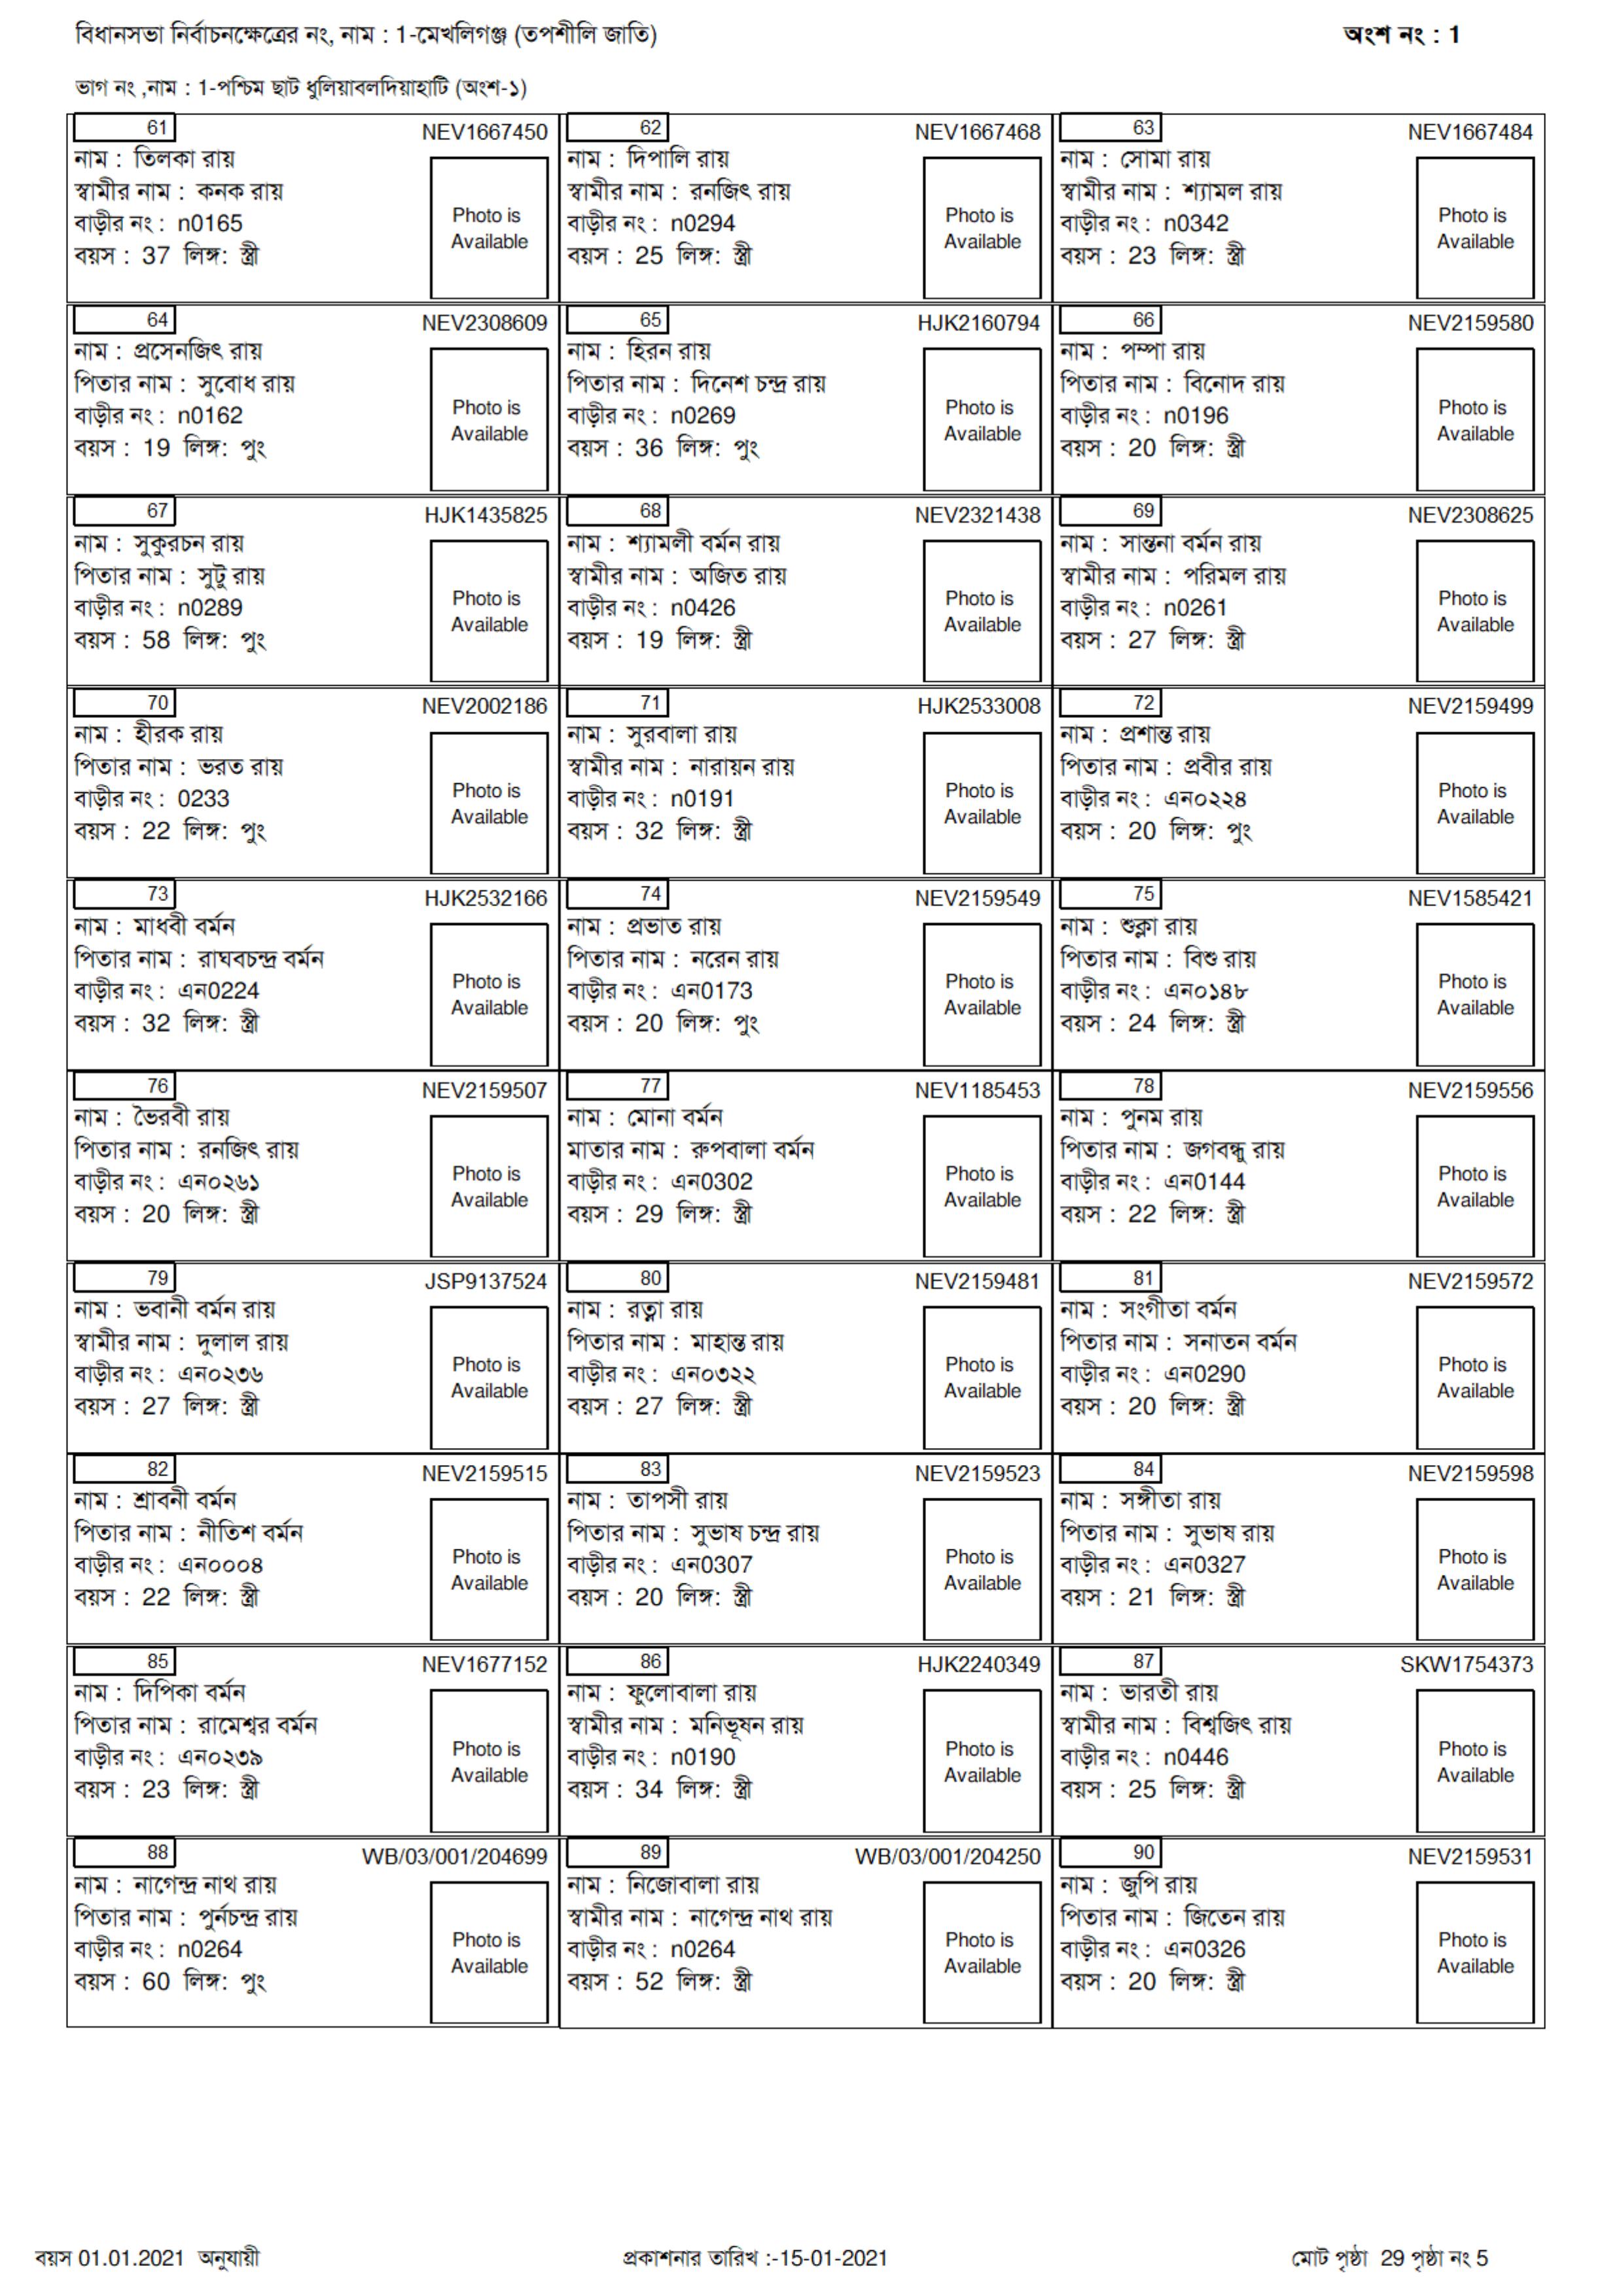 বিধানসভা নির্বাচনক্ষেত্রের নং, নাম : 1-মেখলিগঞ্জ (তপশীলি জাতি)
অংশ নং : 1
ভাগ নং ,নাম : 1-পশ্চিম ছাট ধুলিয়াবলদিয়াহাটি (অংশ-১)
61 NEV1667450
নাম : তিলকা রায়
স্বামীর নাম : কনক রায়
বাড়ীর নং : n0165
বয়স : 37 লিঙ্গ: স্ত্রী
Photo is
Available
62 NEV1667468
নাম : দিপালি রায়
স্বামীর নাম : রনজিৎ রায়
বাড়ীর নং : n0294
বয়স : 25 লিঙ্গ: স্ত্রী
Photo is
Available
63 NEV1667484
নাম : সোমা রায়
স্বামীর নাম : শ্যামল রায়
বাড়ীর নং : n0342
বয়স : 23 লিঙ্গ: স্ত্রী
Photo is
Available
64 NEV2308609
নাম : প্রসেনজিৎ রায়
পিতার নাম : সুবোধ রায়
বাড়ীর নং : n0162
বয়স : 19 লিঙ্গ: পুং
Photo is
Available
65 HJK2160794
নাম : হিরন রায়
পিতার নাম : দিনেশ চন্দ্র রায়
বাড়ীর নং : n0269
বয়স : 36 লিঙ্গ: পুং
Photo is
Available
66 NEV2159580
নাম : পম্পা রায়
পিতার নাম : বিনোদ রায়
বাড়ীর নং : n0196
বয়স : 20 লিঙ্গ: স্ত্রী
Photo is
Available
67 HJK1435825
নাম : সুকুরচন রায়
পিতার নাম : সুটু রায়
বাড়ীর নং : n0289
বয়স : 58 লিঙ্গ: পুং
Photo is
Available
68 NEV2321438
নাম : শ্যামলী বর্মন রায়
স্বামীর নাম : অজিত রায়
বাড়ীর নং : n0426
বয়স : 19 লিঙ্গ: স্ত্রী
Photo is
Available
69 NEV2308625
নাম : সান্তনা বর্মন রায়
স্বামীর নাম : পরিমল রায়
বাড়ীর নং : n0261
বয়স : 27 লিঙ্গ: স্ত্রী
Photo is
Available
70 NEV2002186
নাম : হীরক রায়
পিতার নাম : ভরত রায়
বাড়ীর নং : 0233
বয়স : 22 লিঙ্গ: পুং
Photo is
Available
71 HJK2533008
নাম : সুরবালা রায়
স্বামীর নাম : নারায়ন রায়
বাড়ীর নং : n0191
বয়স : 32 লিঙ্গ: স্ত্রী
Photo is
Available
72 NEV2159499
নাম : প্রশান্ত রায়
পিতার নাম : প্রবীর রায়
বাড়ীর নং : এন০২২৪
বয়স : 20 লিঙ্গ: পুং
Photo is
Available
73 HJK2532166
নাম : মাধবী বর্মন
পিতার নাম : রাঘবচন্দ্র বর্মন
বাড়ীর নং : এন0224
বয়স : 32 লিঙ্গ: স্ত্রী
Photo is
Available
74 NEV2159549
নাম : প্রভাত রায়
পিতার নাম : নরেন রায়
বাড়ীর নং : এন0173
বয়স : 20 লিঙ্গ: পুং
Photo is
Available
75 NEV1585421
নাম : শুক্লা রায়
পিতার নাম : বিশু রায়
বাড়ীর নং : এন০১৪৮
বয়স : 24 লিঙ্গ: স্ত্রী
Photo is
Available
76 NEV2159507
নাম : ভৈরবী রায়
পিতার নাম : রনজিৎ রায়
বাড়ীর নং : এন০২৬১
বয়স : 20 লিঙ্গ: স্ত্রী
Photo is
Available
77 NEV1185453
নাম : মোনা বর্মন
মাতার নাম : রুপবালা বর্মন
বাড়ীর নং : এন0302
বয়স : 29 লিঙ্গ: স্ত্রী
Photo is
Available
78 NEV2159556
নাম : পুনম রায়
পিতার নাম : জগবন্ধু রায়
বাড়ীর নং : এন0144
বয়স : 22 লিঙ্গ: স্ত্রী
Photo is
Available
79 JSP9137524
নাম : ভবানী বর্মন রায়
স্বামীর নাম : দুলাল রায়
বাড়ীর নং : এন০২৩৬
বয়স : 27 লিঙ্গ: স্ত্রী
Photo is
Available
80 NEV2159481
নাম : রত্না রায়
পিতার নাম : মাহান্ত রায়
বাড়ীর নং : এন০৩২২
বয়স : 27 লিঙ্গ: স্ত্রী
Photo is
Available
81 NEV2159572
নাম : সংগীতা বর্মন
পিতার নাম : সনাতন বর্মন
বাড়ীর নং : এন0290
বয়স : 20 লিঙ্গ: স্ত্রী
Photo is
Available
82 NEV2159515
নাম : শ্রাবনী বর্মন
পিতার নাম : নীতিশ বর্মন
বাড়ীর নং : এন০০০৪
বয়স : 22 লিঙ্গ: স্ত্রী
Photo is
Available
83 NEV2159523
নাম : তাপসী রায়
পিতার নাম : সুভাষ চন্দ্র রায়
বাড়ীর নং : এন0307
বয়স : 20 লিঙ্গ: স্ত্রী
Photo is
Available
84 NEV2159598
নাম : সঙ্গীতা রায়
পিতার নাম : সুভাষ রায়
বাড়ীর নং : এন0327
বয়স : 21 লিঙ্গ: স্ত্রী
Photo is
Available
85 NEV1677152
নাম : দিপিকা বর্মন
পিতার নাম : রামেশ্বর বর্মন
বাড়ীর নং : এন০২৩৯
বয়স : 23 লিঙ্গ: স্ত্রী
Photo is
Available
86 HJK2240349
নাম : ফুলোবালা রায়
স্বামীর নাম : মনিভূষন রায়
বাড়ীর নং : n0190
বয়স : 34 লিঙ্গ: স্ত্রী
Photo is
Available
87 SKW1754373
নাম : ভারতী রায়
স্বামীর নাম : বিশ্বজিৎ রায়
বাড়ীর নং : n0446
বয়স : 25 লিঙ্গ: স্ত্রী
Photo is
Available
88 WB/03/001/204699
নাম : নাগেন্দ্র নাথ রায়
পিতার নাম : পুর্নচন্দ্র রায়
বাড়ীর নং : n0264
বয়স : 60 লিঙ্গ: পুং
Photo is
Available
89 WB/03/001/204250
নাম : নিজোবালা রায়
স্বামীর নাম : নাগেন্দ্র নাথ রায়
বাড়ীর নং : n0264
বয়স : 52 লিঙ্গ: স্ত্রী
Photo is
Available
90 NEV2159531
নাম : জুপি রায়
পিতার নাম : জিতেন রায়
বাড়ীর নং : এন0326
বয়স : 20 লিঙ্গ: স্ত্রী
Photo is
Available
বয়স 01.01.2021 অনুযায়ী
প্রকাশনার তারিখ :-15-01-2021
মোট পৃষ্ঠা 29 পৃষ্ঠা নং 5